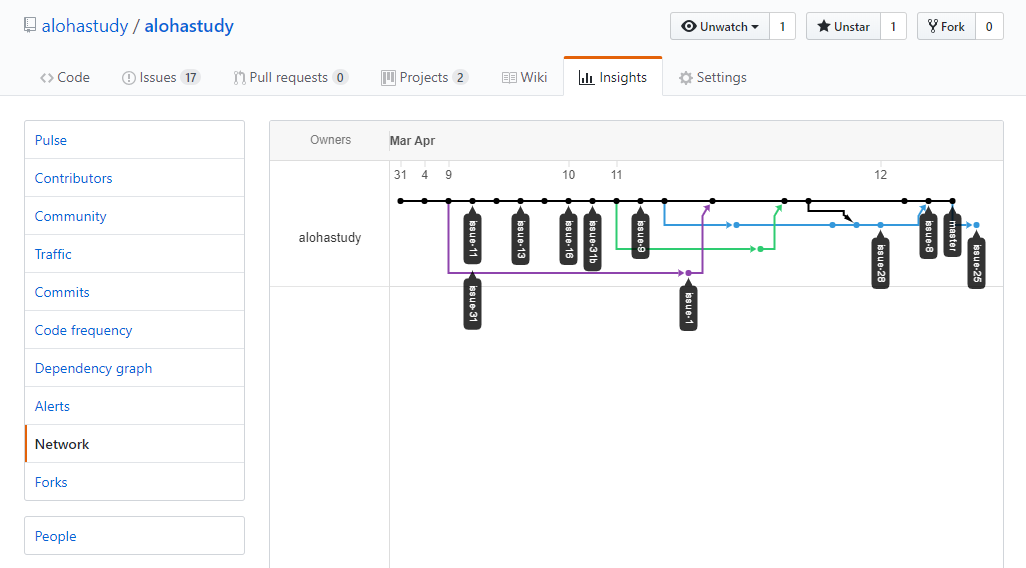 alohastudy / alohastudy
Unwatch 1 Unstar 1 Fork 0
Code Issues 17 Pull requests 0 Projects 2 Wiki Insights Settings
Pulse
Contributors
Community
Traffic
Commits
Code frequency
Dependency graph
Alerts
Network
Forks
People
Owners Mar Apr
31 4 9 10 11 12
alohastudy
issue-11
issue-31
issue-13
issue-16
issue-31b
issue-9
issue-1
issue-28
issue-8
master
issue-25